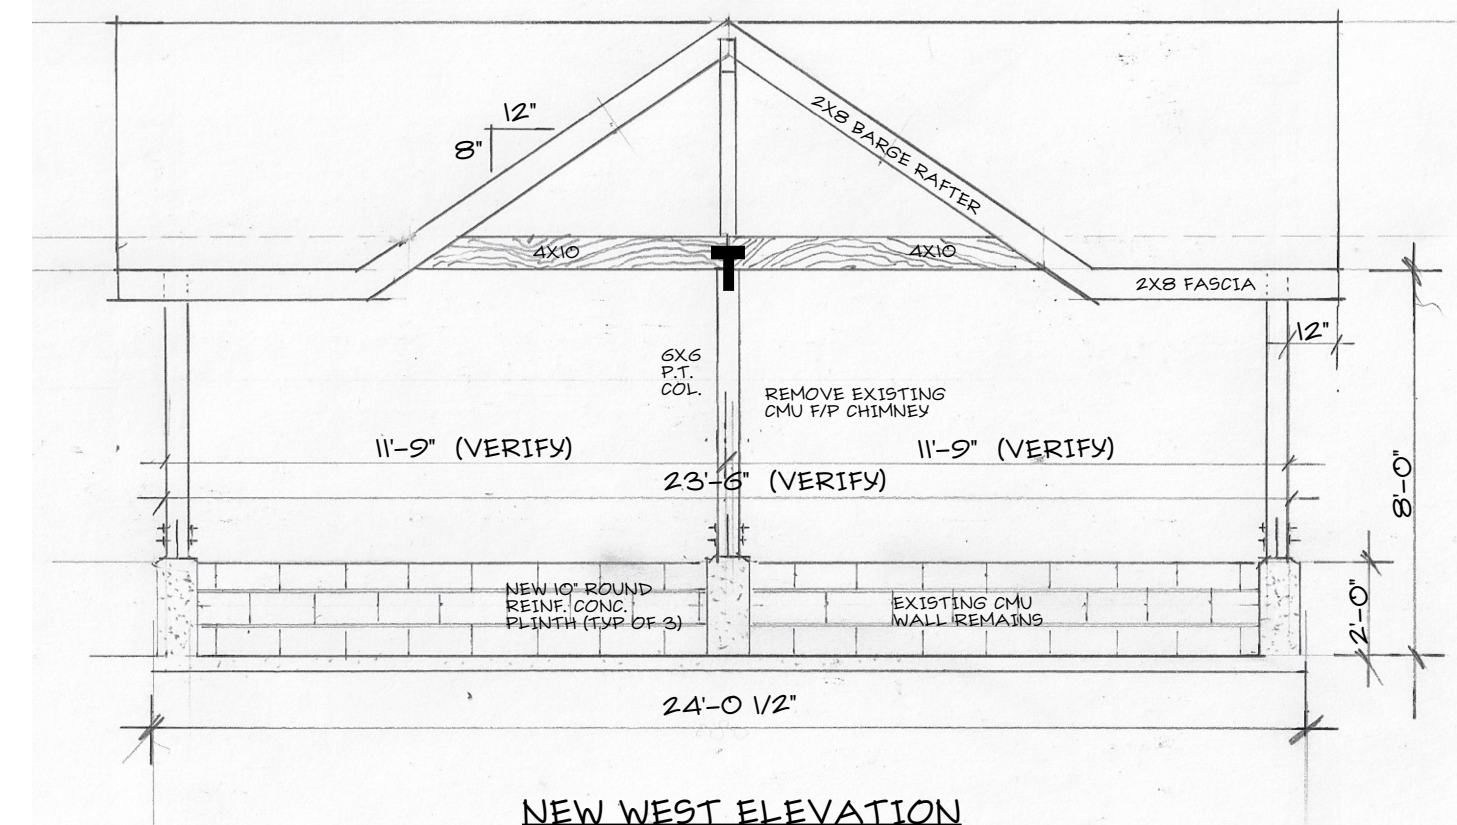 12"
8"
2X8 BARGE RAFTER
4X10
4X10
2X8 FASCIA
12"
6X6
P.T.
COL.
REMOVE EXISTING
CMU F/P CHIMNEY
11'-9" (VERIFY)
11'-9" (VERIFY)
23'-6" (VERIFY)
8'-0"
NEW 10" ROUND
REINF. CONC.
PLINTH (TYP OF 3)
EXISTING CMU
WALL REMAINS
2'-0"
24'-0 1/2"
NEW WEST ELEVATION